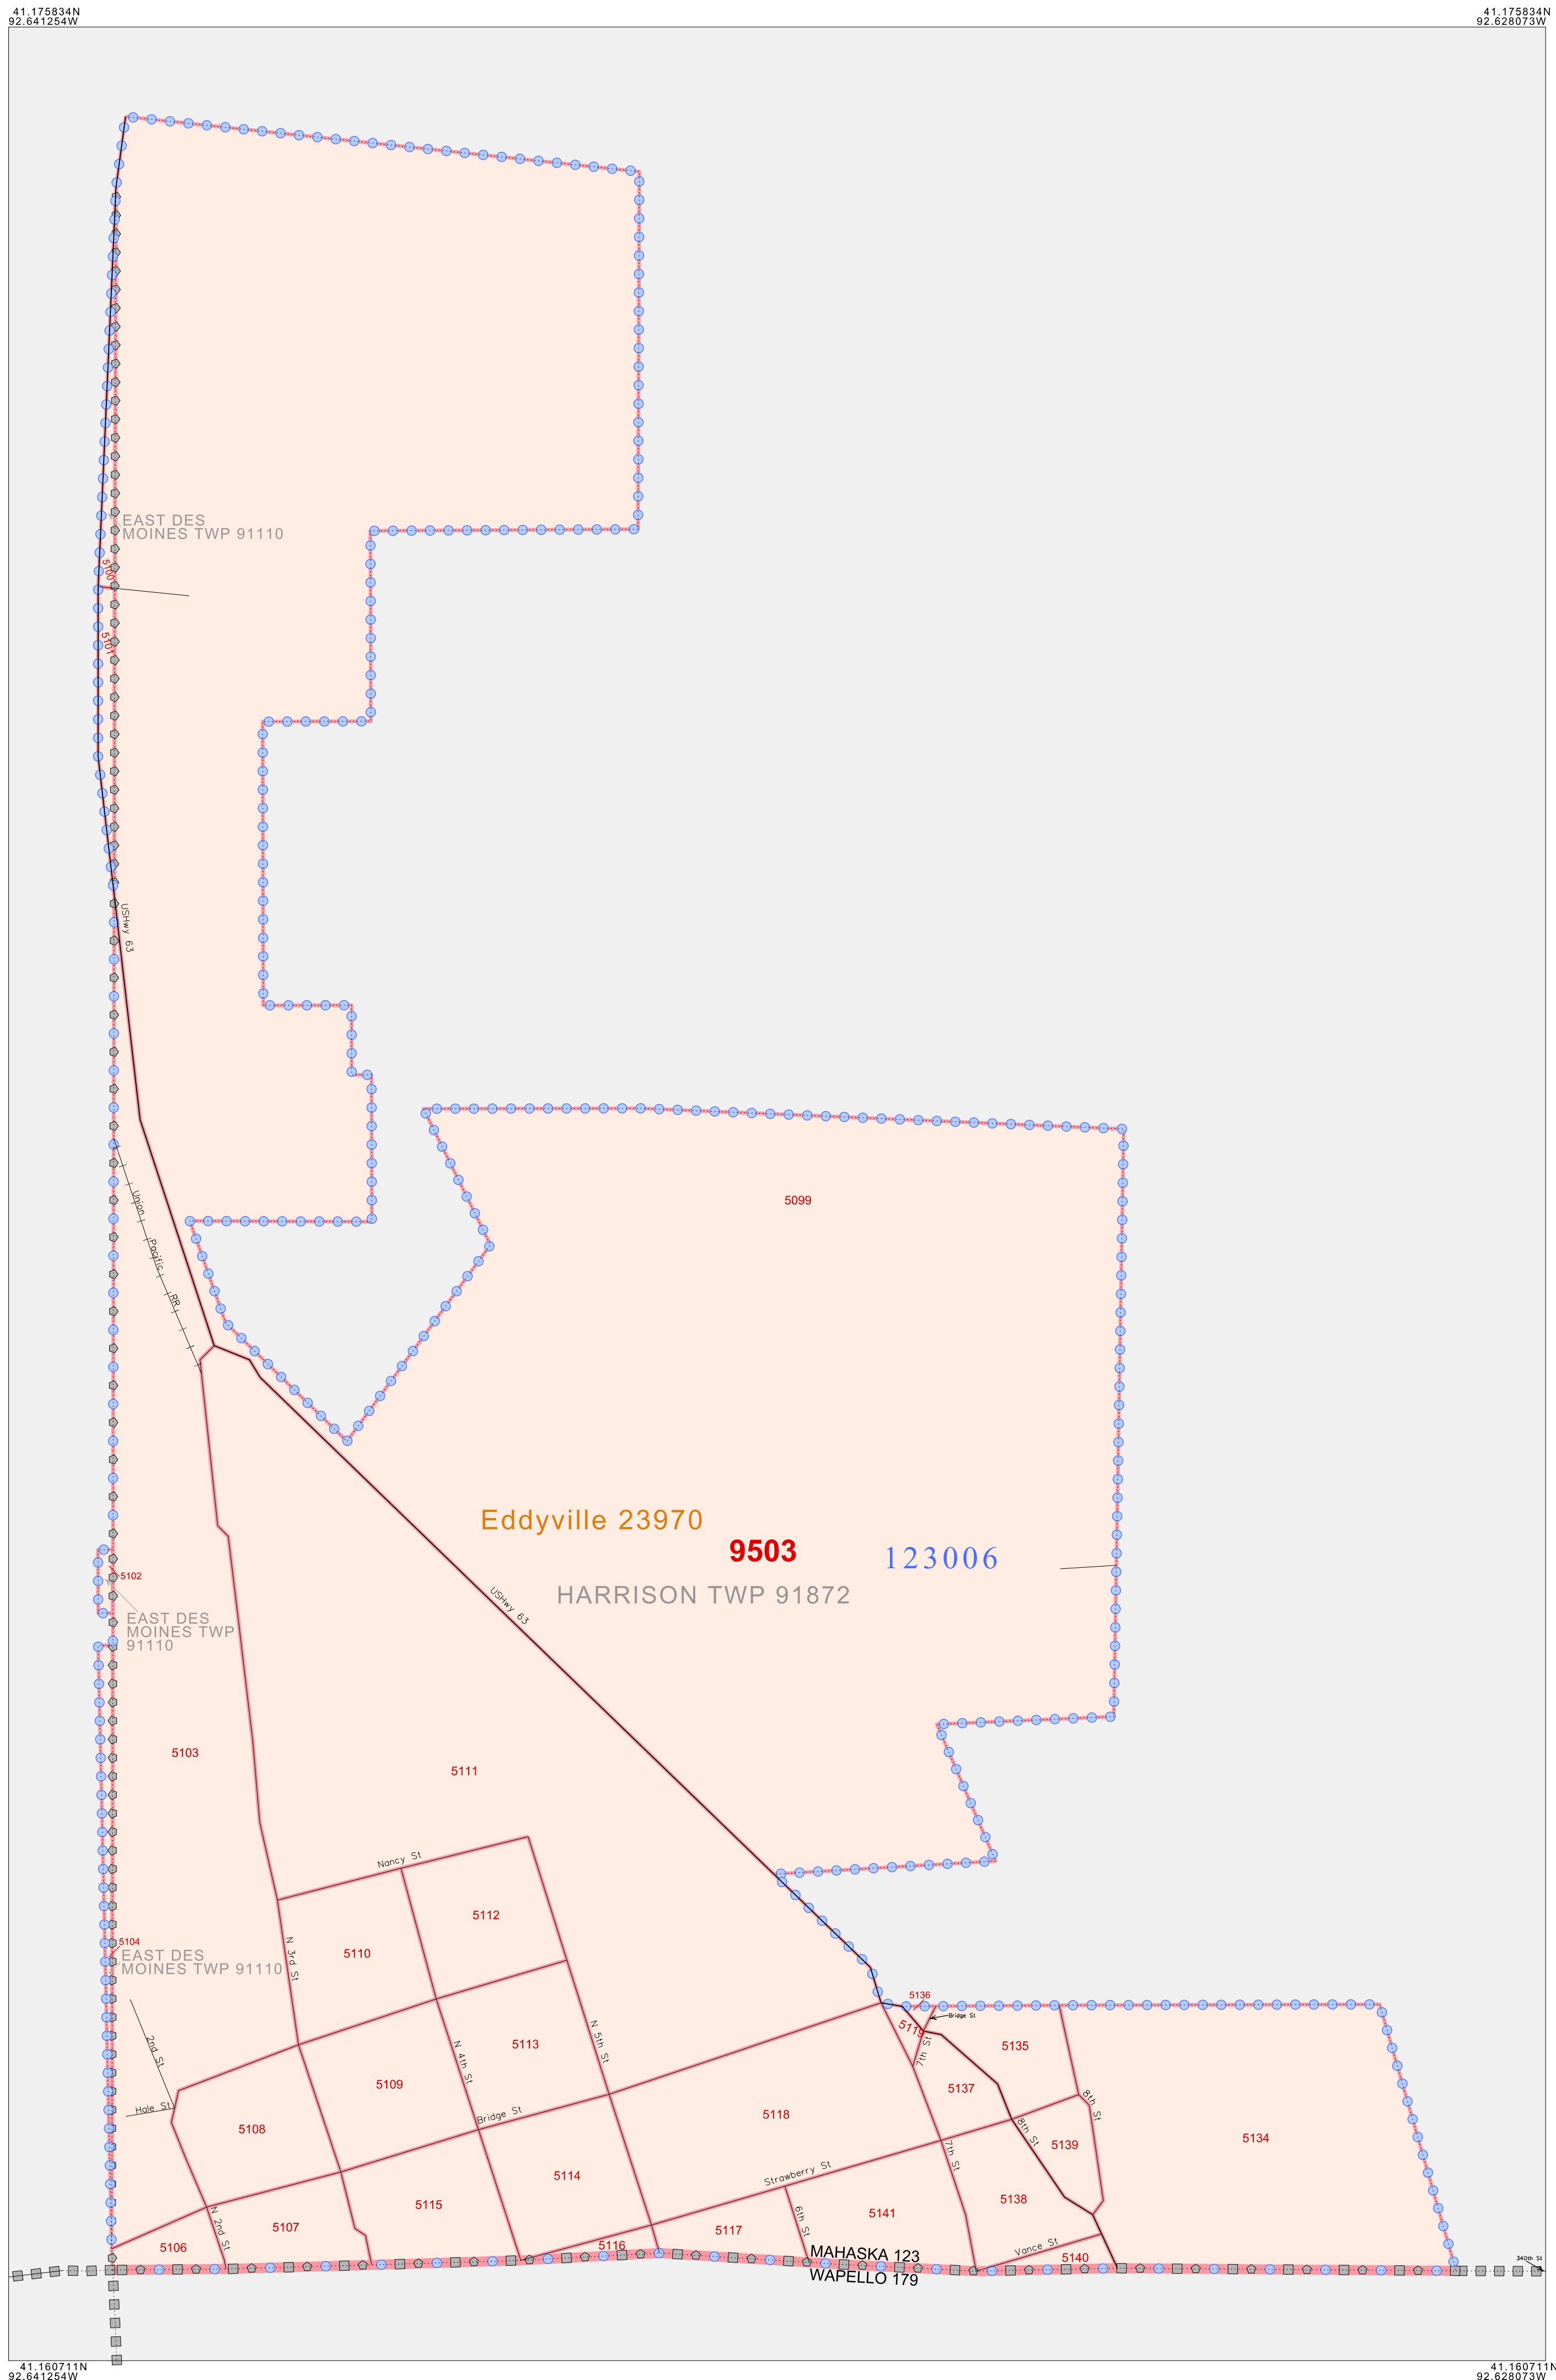 41.175834N
92.641254W
41.175834N
92.628073W
EAST DES
MOINES TWP 91110
5100
5101
USHwy 63
Union
Pacific
RR
5099
Eddyville 23970
9503
123006
HARRISON TWP 91872
USHwy 63
5102
EAST DES
MOINES TWP
91110
5103
5111
Nancy St
5112
5110
N 3rd St
5104
EAST DES
MOINES TWP 91110
5136
Bridge St
5119
7th St
5135
2nd St
N 4th St
5113
N 5th St
5109
5137
8th St
Hale St
5108
Bridge St
5118
8th St
5139
5134
7th St
Strawberry St
5114
5115
5138
N 2nd St
5107
6th St
5141
5117
5106
5116
Vance St
5140
MAHASKA 123
WAPELLO 179
340th St
41.160711N
92.641254W
41.160711N
92.628073W